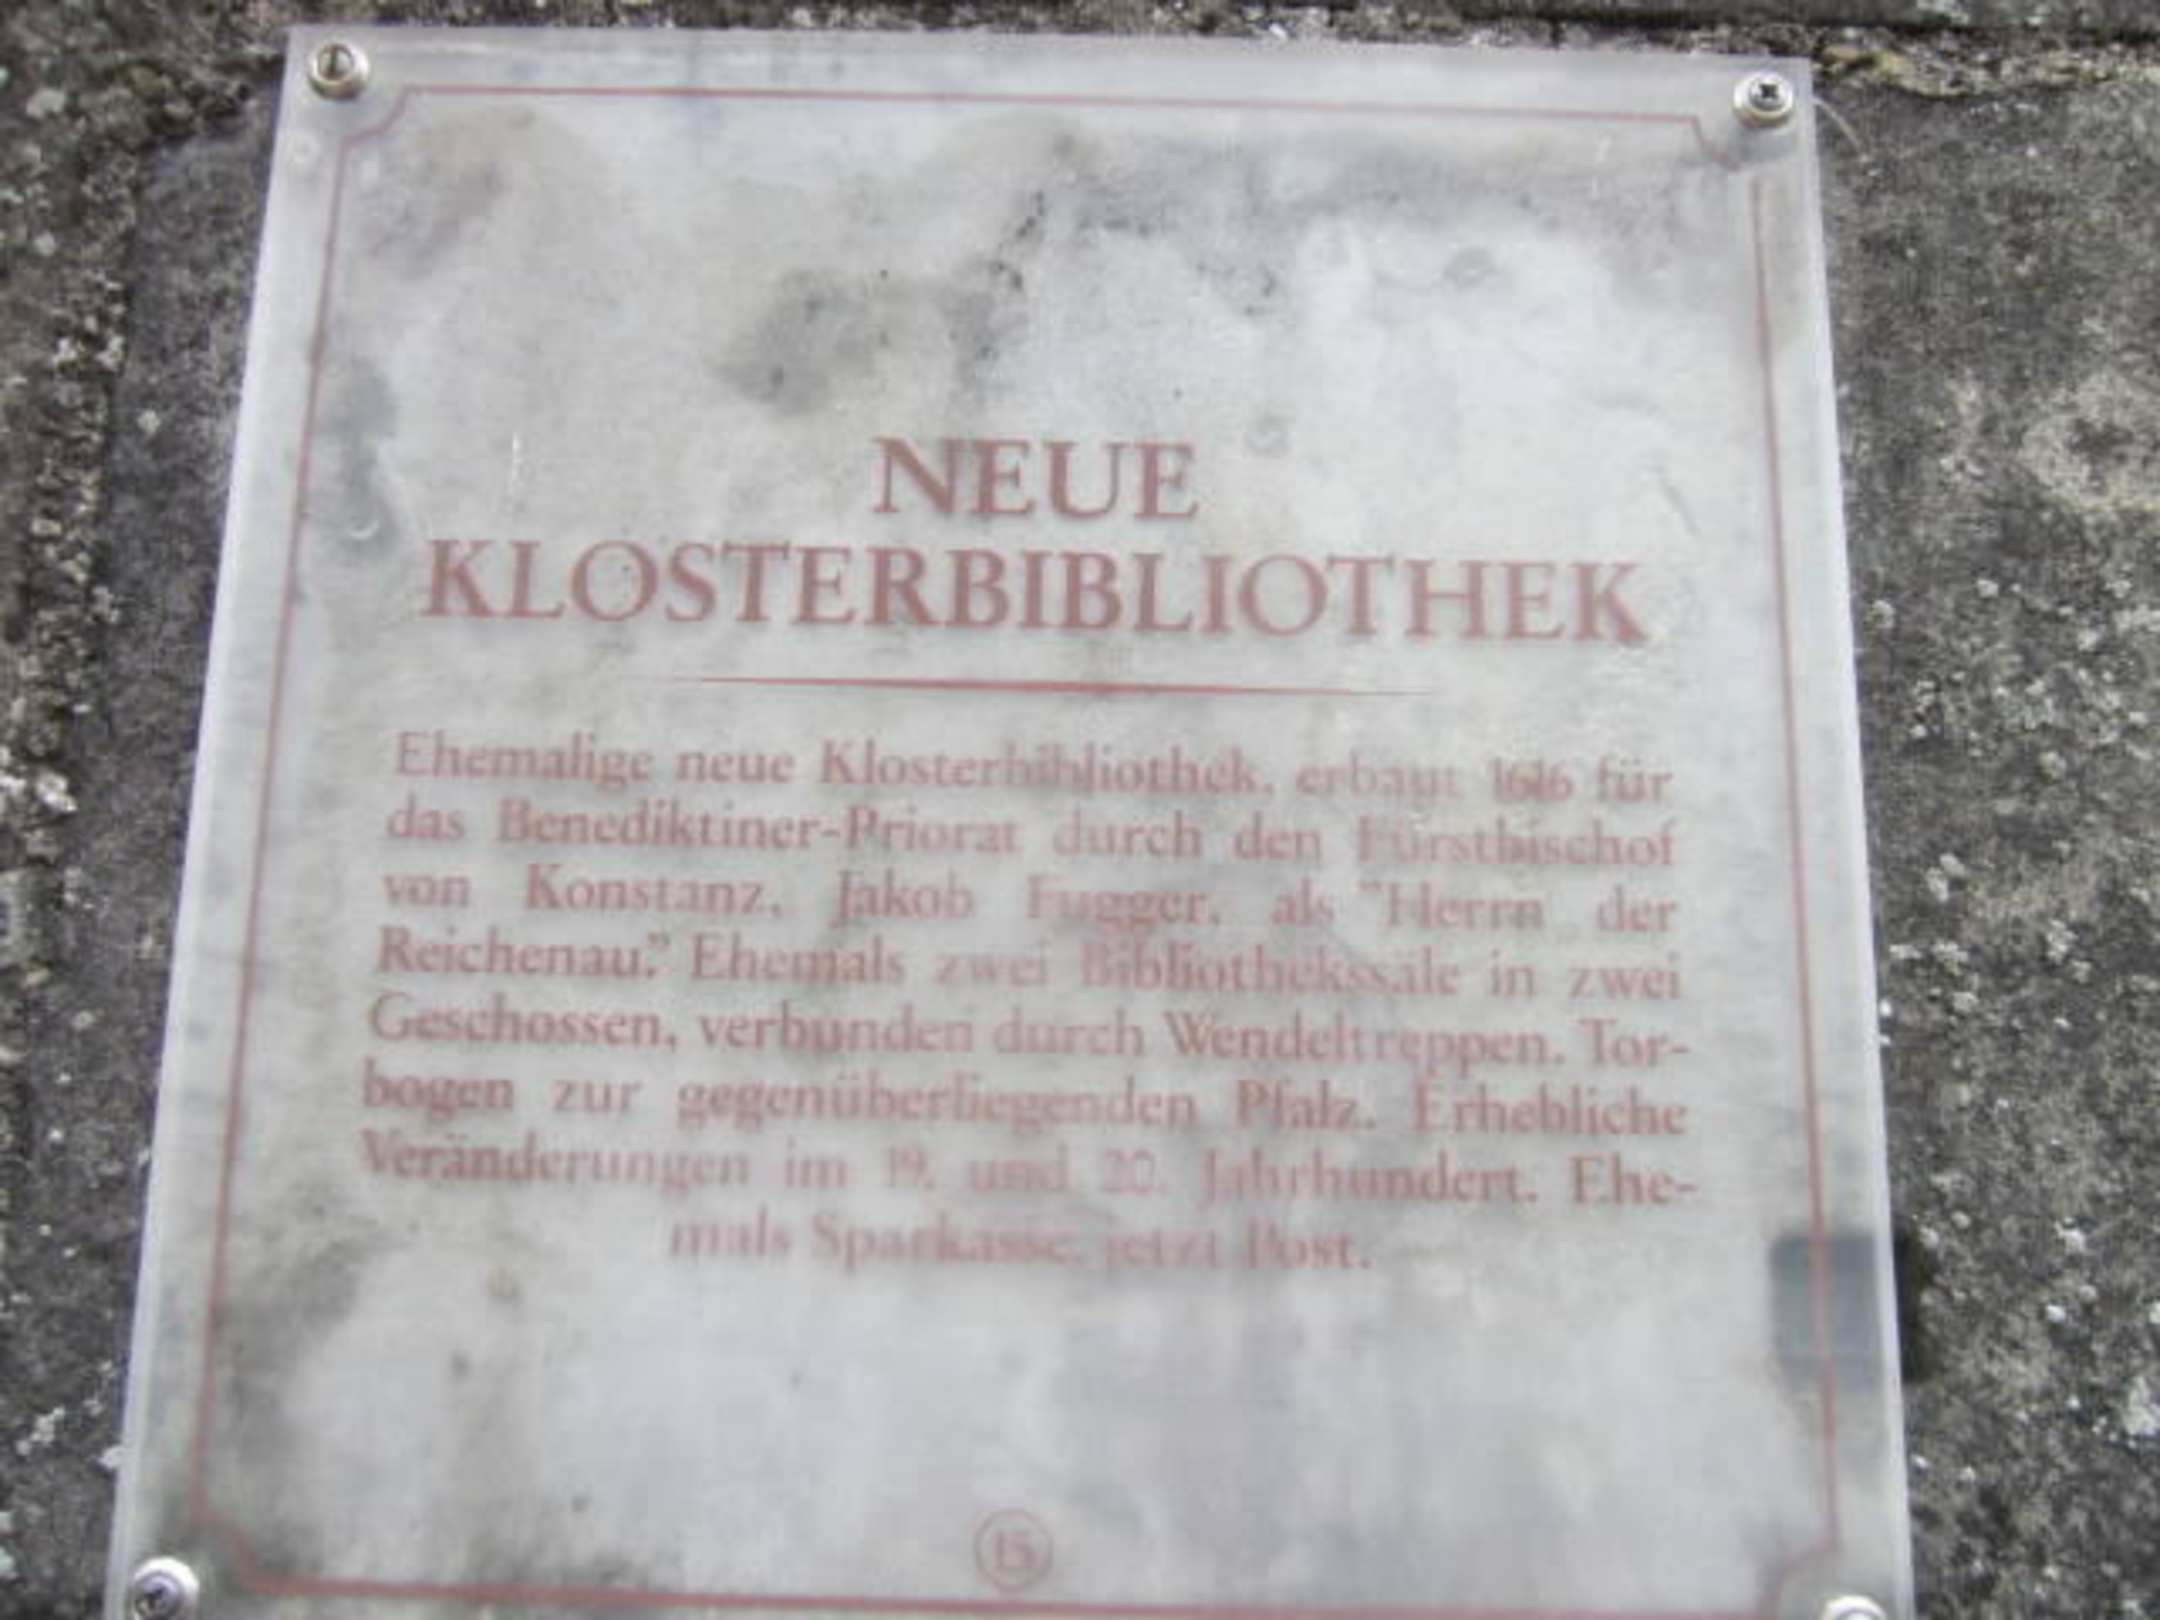 NEUE
KLOSTERBIBLIOTHEK
Ehemalige neue Klosterbibliothek, erbaut 1616 für
das Benediktiner-Priorat durch den Fürstbischof
von Konstanz, Jakob Fugger, als "Herrn der
Reichenau". Ehemals zwei Bibliothekssäle in zwei
Geschossen, verbunden durch Wendeltreppen. Tor-
bogen zur gegenüberliegenden Pfalz. Erhebliche
Veränderungen im 19. und 20. Jahrhundert. Ehe-
mals Sparkasse, jetzt Post.
15